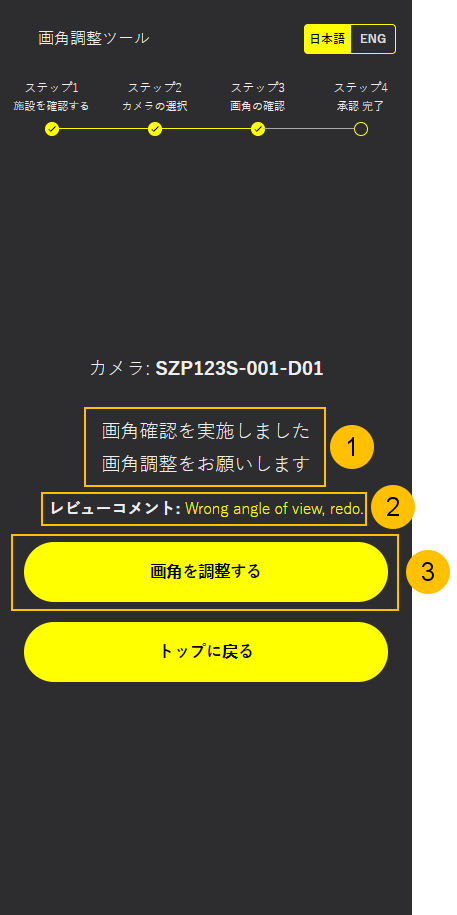 画角調整ツール
日本語 ENG
ステップ1 ステップ2 ステップ3 ステップ4
施設を確認する カメラの選択 画角の確認 承認 完了
カメラ: SZP123S-001-D01
画角確認を実施しました
画角調整をお願いします
1
レビューコメント: Wrong angle of view, redo.
2
画角を調整する
3
トップに戻る